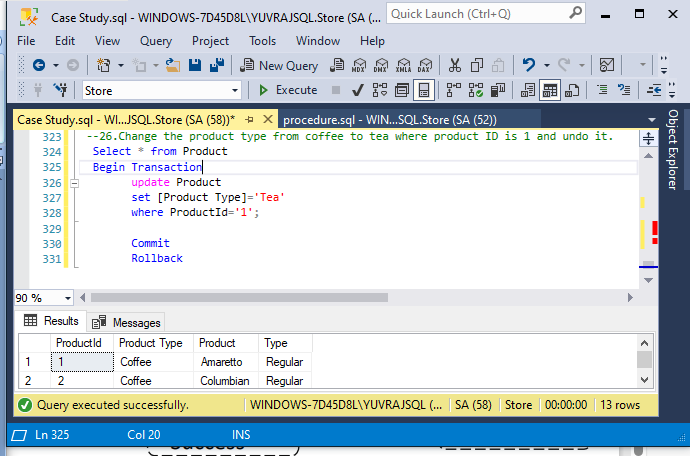 Case Study.sql - WINDOWS-7D45D8L\YUVRAJSQL.Store (SA (58))*
Quick Launch (Ctrl+Q)
File Edit View Query Project Tools Window Help
New Query MDX DMX XMLA DAX
Store Execute
Case Study.sql - WI...JSQL.Store (SA (58))* procedure.sql - WIN...SQL.Store (SA (52))
Object Explorer
323 --26.Change the product type from coffee to tea where product ID is 1 and undo it.
324 Select * from Product
325 Begin Transaction
326 update Product
327 set [Product Type]='Tea'
328 where ProductId='1';
329
330 Commit
331 Rollback
90 %
Results Messages
ProductId Product Type Product Type
1 1 Coffee Amaretto Regular
2 2 Coffee Columbian Regular
Query executed successfully. WINDOWS-7D45D8L\YUVRAJSQL (... SA (58) Store 00:00:00 13 rows
Ln 325 Col 20 INS